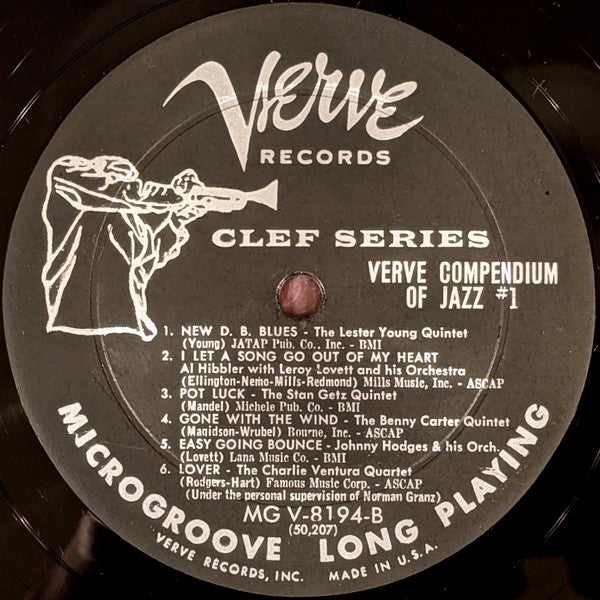 Verve
RECORDS
CLEF SERIES
VERVE COMPENDIUM
OF JAZZ #1
1. NEW D. B. BLUES - The Lester Young Quintet
(Young) JATAP Pub. Co., Inc. - BMI
2. I LET A SONG GO OUT OF MY HEART
Al Hibbler with Leroy Lovett and his Orchestra
(Ellington-Nemo-Mills-Redmond) Mills Music, Inc. - ASCAP
3. POT LUCK - The Stan Getz Quintet
(Mandel) Michele Pub. Co. - BMI
4. GONE WITH THE WIND - The Benny Carter Quintet
(Magidson-Wrubel) Bourne, Inc. - ASCAP
5. EASY GOING BOUNCE - Johnny Hodges & his Orch.
(Lovett) Lana Music Co. - BMI
6. LOVER - The Charlie Ventura Quartet
(Rodgers-Hart) Famous Music Corp. - ASCAP
(Under the personal supervision of Norman Granz)
MG V-8194-B
(50,207)
MICROGROOVE LONG PLAYING
VERVE RECORDS, INC. MADE IN U.S.A.